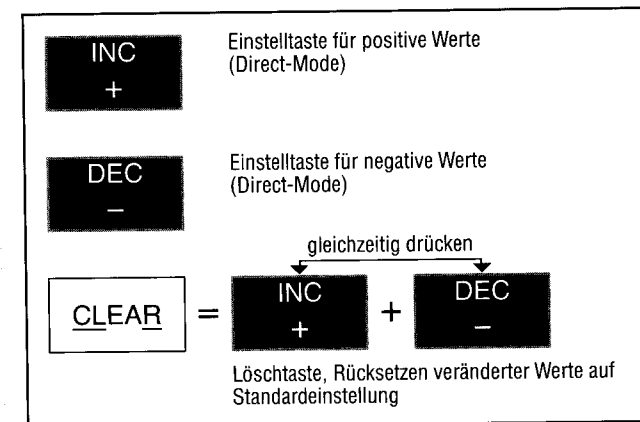 INC
+
Einstelltaste für positive Werte
(Direct-Mode)
DEC
–
Einstelltaste für negative Werte
(Direct-Mode)
gleichzeitig drücken
CLEAR = INC + + DEC –
Löschtaste, Rücksetzen veränderter Werte auf
Standardeinstellung